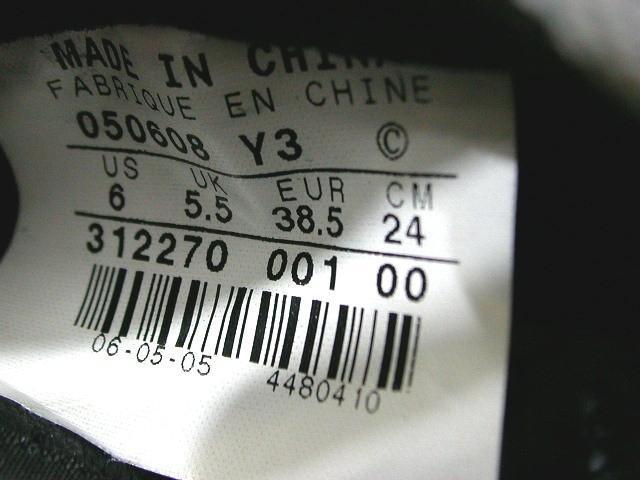 MADE IN CHINA
FABRIQUE EN CHINE
050608 Y3 ©
US UK EUR CM
6 5.5 38.5 24
312270 001 00
06-05-05 4480410